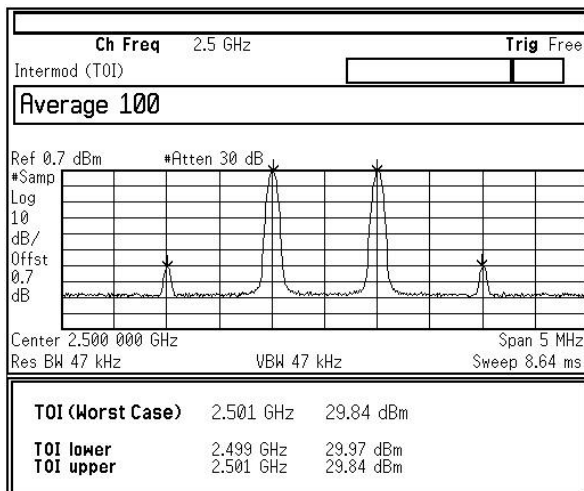 Ch Freq 2.5 GHz Trig Free
Intermod (TOI)
Average 100
Ref 0.7 dBm #Atten 30 dB
#Samp
Log
10
dB/
Offst
0.7
dB
Center 2.500 000 GHz Span 5 MHz
Res BW 47 kHz VBW 47 kHz Sweep 8.64 ms
TOI (Worst Case) 2.501 GHz 29.84 dBm
TOI lower 2.499 GHz 29.97 dBm
TOI upper 2.501 GHz 29.84 dBm